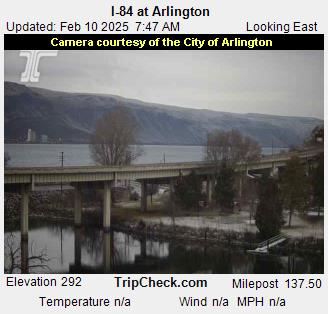 I-84 at Arlington
Updated: Feb 10 2025 7:47 AM Looking East
Camera courtesy of the City of Arlington
Elevation 292 TripCheck.com Milepost 137.50
Temperature n/a Wind n/a MPH n/a